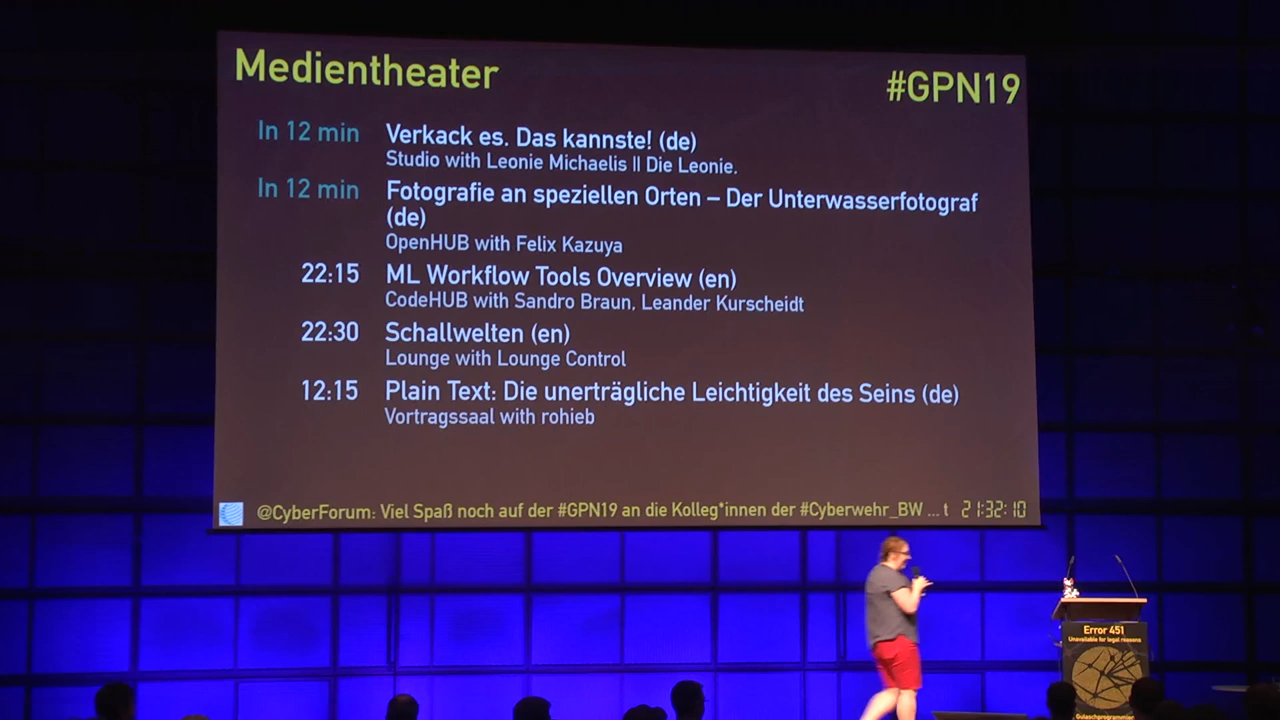 Medientheater
#GPN19
In 12 min
Verkack es. Das kannste! (de)
Studio with Leonie Michaelis || Die Leonie.
In 12 min
Fotografie an speziellen Orten – Der Unterwasserfotograf
(de)
OpenHUB with Felix Kazuya
22:15
ML Workflow Tools Overview (en)
CodeHUB with Sandro Braun, Leander Kurscheidt
22:30
Schallwelten (en)
Lounge with Lounge Control
12:15
Plain Text: Die unerträgliche Leichtigkeit des Seins (de)
Vortragssaal with rohieb
@CyberForum: Viel Spaß noch auf der #GPN19 an die Kolleg*innen der #Cyberwehr_BW ... t
21:32:10
Error 451
Unavailable for legal reasons